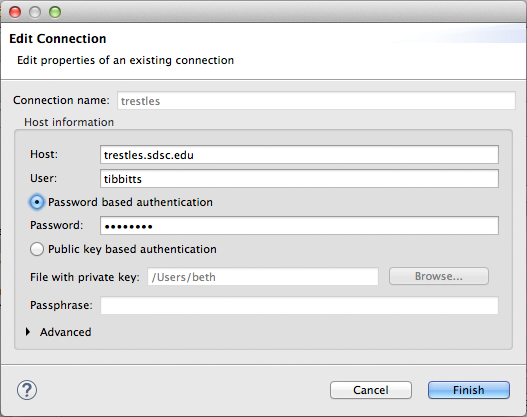 Edit Connection
Edit properties of an existing connection
Connection name: trestles
Host information
Host: trestles.sdsc.edu
User: tibbitts
Password based authentication
Password: ••••••••
Public key based authentication
File with private key: /Users/beth Browse...
Passphrase:
Advanced
? Cancel Finish